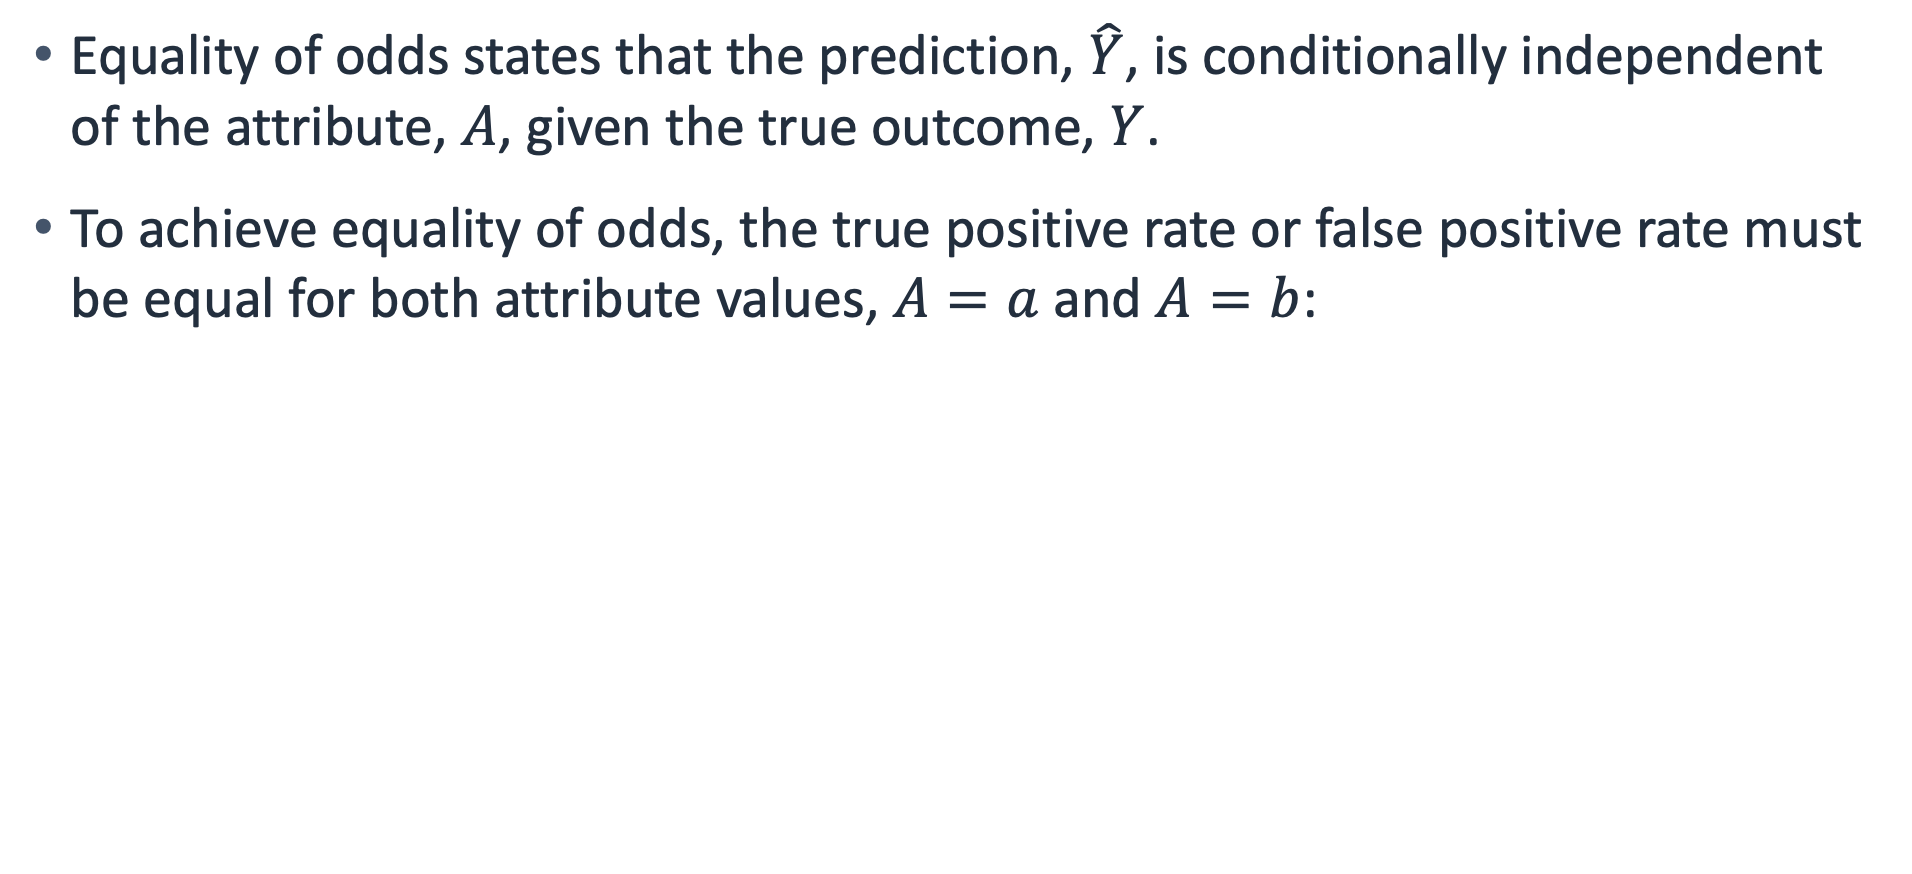 • Equality of odds states that the prediction, Ŷ, is conditionally independent
of the attribute, A, given the true outcome, Y.
• To achieve equality of odds, the true positive rate or false positive rate must
be equal for both attribute values, A = a and A = b: